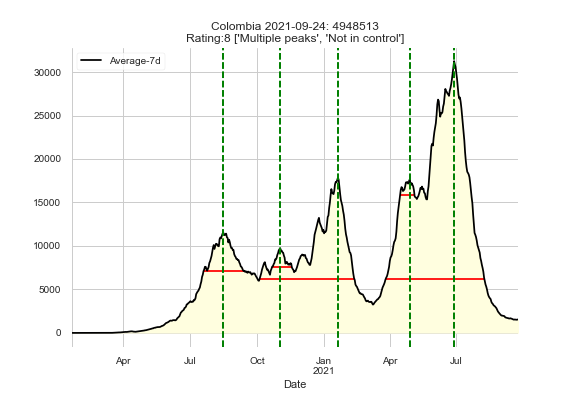 Colombia 2021-09-24: 4948513
Rating:8 ['Multiple peaks', 'Not in control']
Average-7d
30000
25000
20000
15000
10000
5000
0
Apr Jul Oct Jan Apr Jul
2021
Date